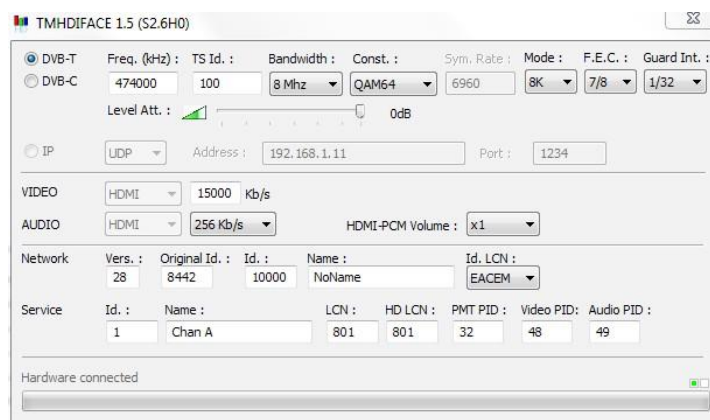 TMHDIFACE 1.5 (S2.6H0)
DVB-T Freq. (kHz) : TS Id. : Bandwidth : Const. : Sym. Rate : Mode : F.E.C. : Guard Int. :
DVB-C 474000 100 8 Mhz QAM64 6960 8K 7/8 1/32
Level Att. : 0dB
IP UDP Address : 192.168.1.11 Port : 1234
VIDEO HDMI 15000 Kb/s
AUDIO HDMI 256 Kb/s HDMI-PCM Volume : x1
Network Vers. : Original Id. : Id. : Name : Id. LCN :
28 8442 10000 NoName EACEM
Service Id. : Name : LCN : HD LCN : PMT PID : Video PID: Audio PID :
1 Chan A 801 801 32 48 49
Hardware connected